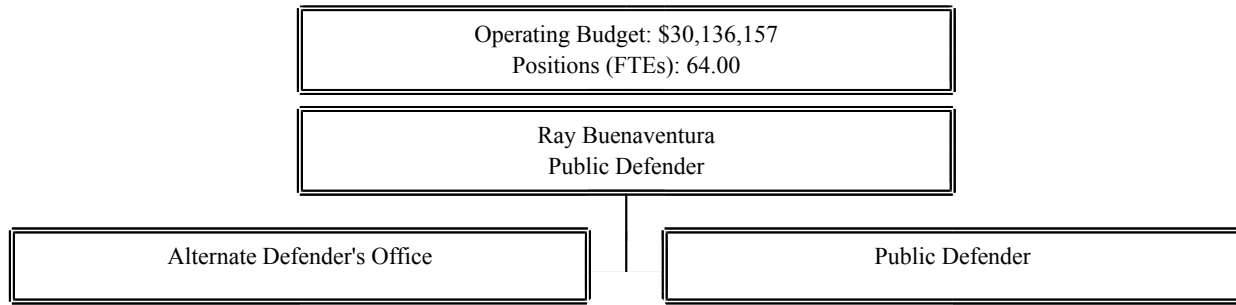 Operating Budget: $30,136,157
Positions (FTEs): 64.00
Ray Buenaventura
Public Defender
Alternate Defender's Office
Public Defender